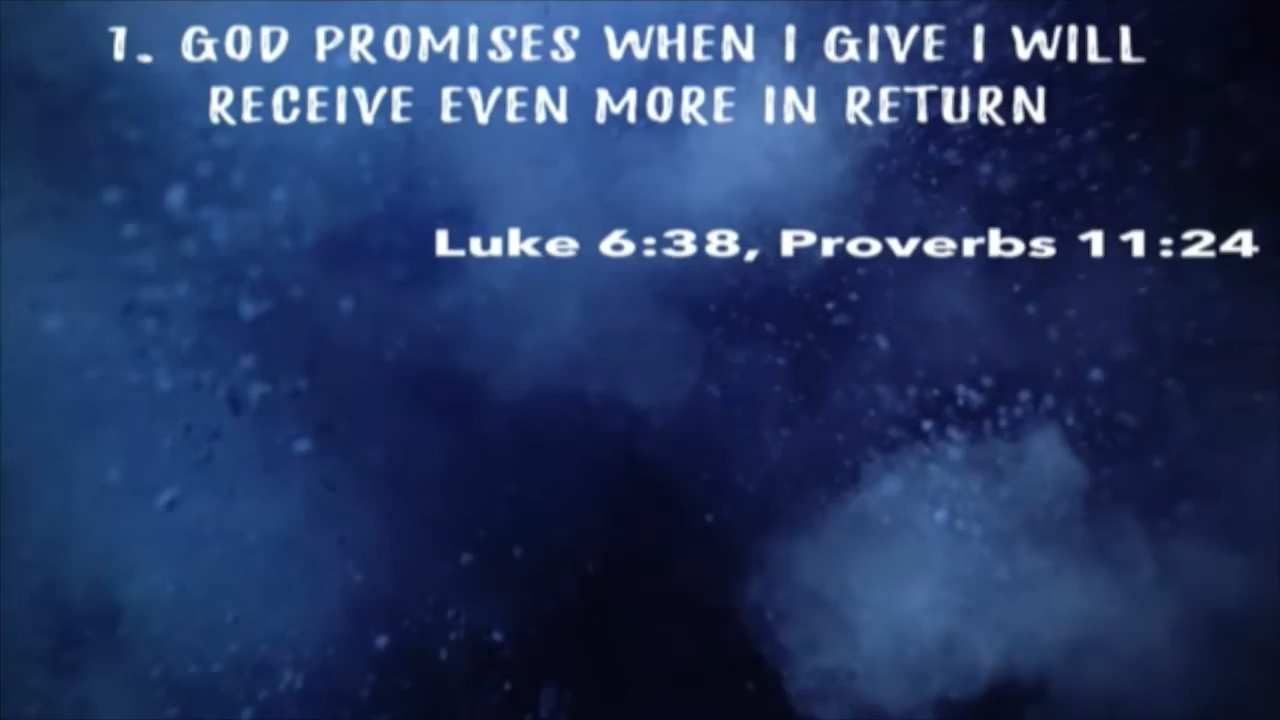 1. GOD PROMISES WHEN I GIVE I WILL
RECEIVE EVEN MORE IN RETURN
Luke 6:38, Proverbs 11:24